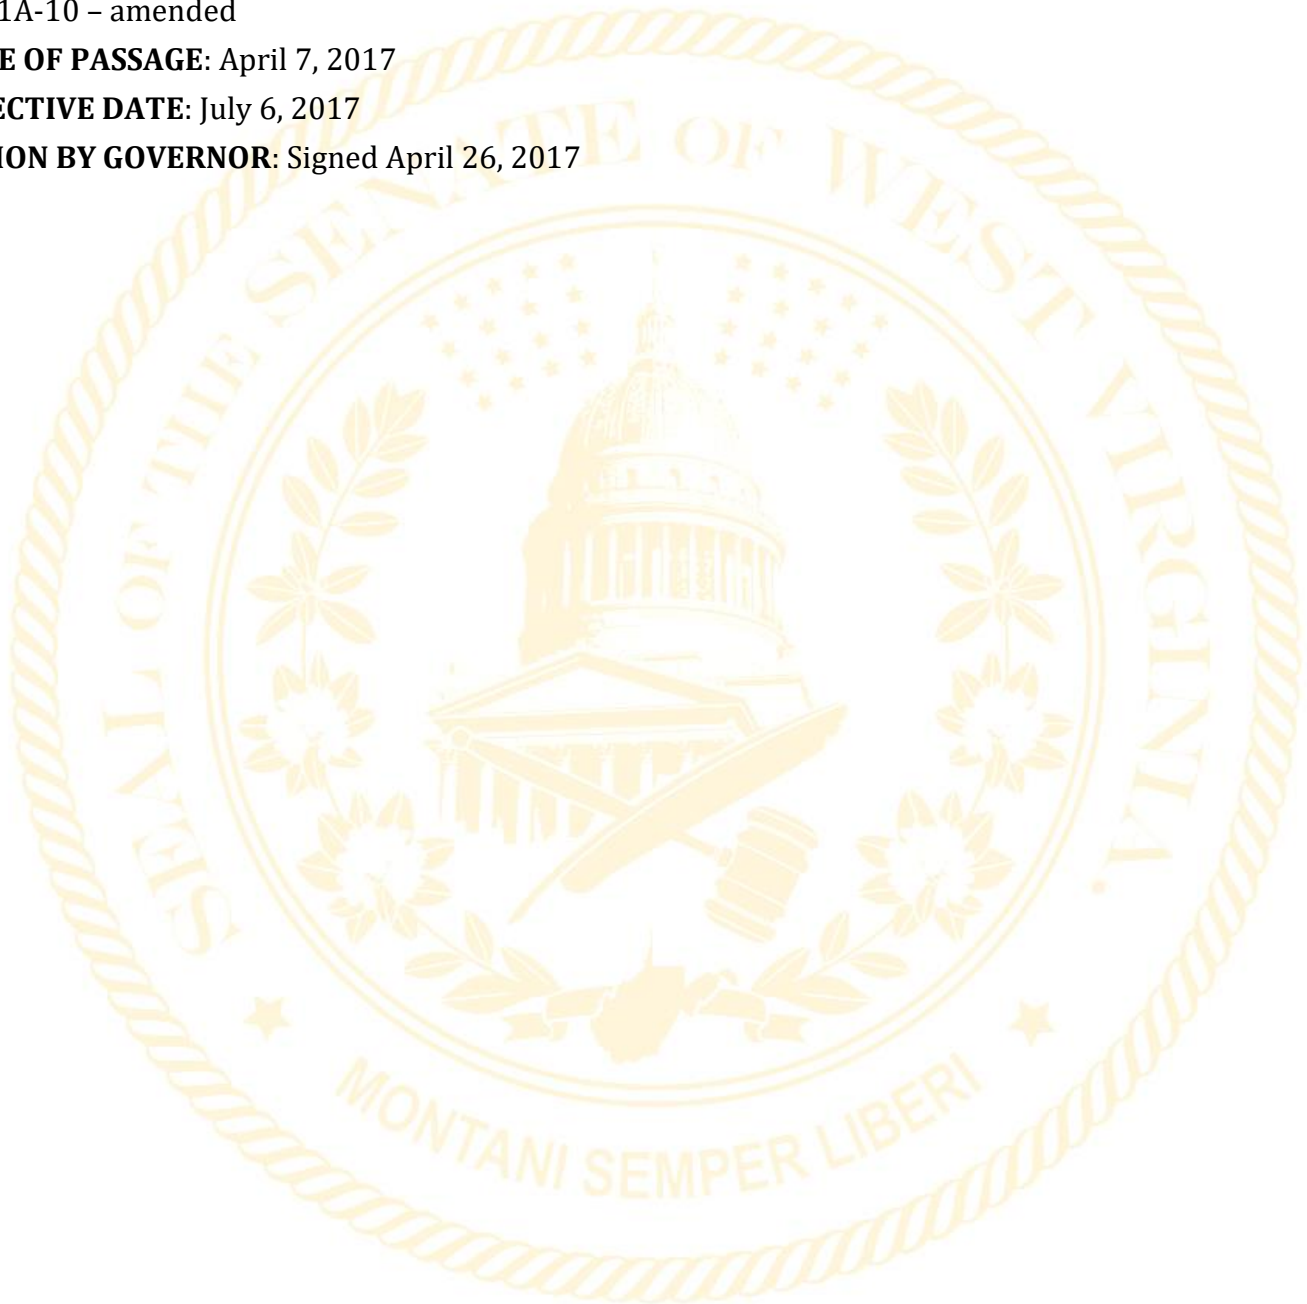 1A-10 – amended
E OF PASSAGE: April 7, 2017
ECTIVE DATE: July 6, 2017
ION BY GOVERNOR: Signed April 26, 2017
SEAL OF THE SENATE OF WEST VIRGINIA
MONTANI SEMPER LIBERI